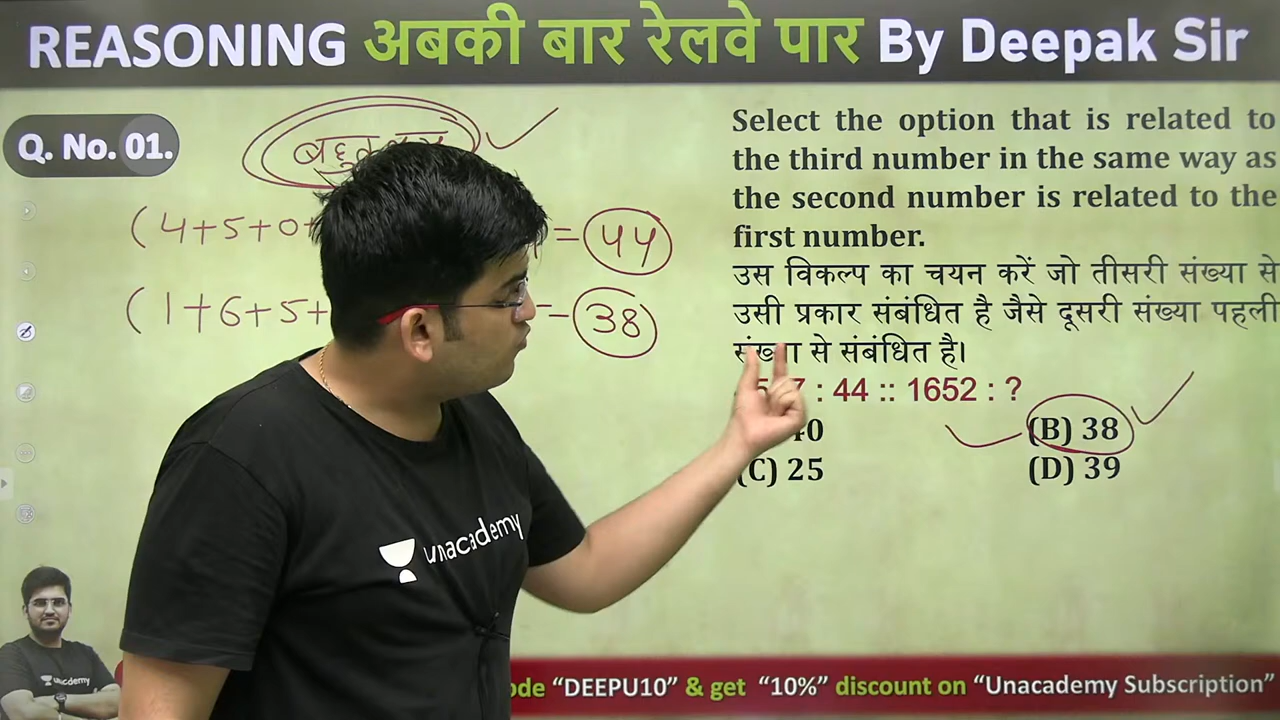 REASONING अबकी बार रेलवे पार By Deepak Sir
Q. No. 01.
(4+5+0+ = 44
(1+6+5+ = 38
Select the option that is related to
the third number in the same way as
the second number is related to the
first number.
उस विकल्प का चयन करें जो तीसरी संख्या से
उसी प्रकार संबंधित है जैसे दूसरी संख्या पहली
संख्या से संबंधित है।
7 : 44 :: 1652 : ?
40 (B) 38
(C) 25 (D) 39
unacademy
unacademy
ode “DEEPU10” & get “10%” discount on “Unacademy Subscription”